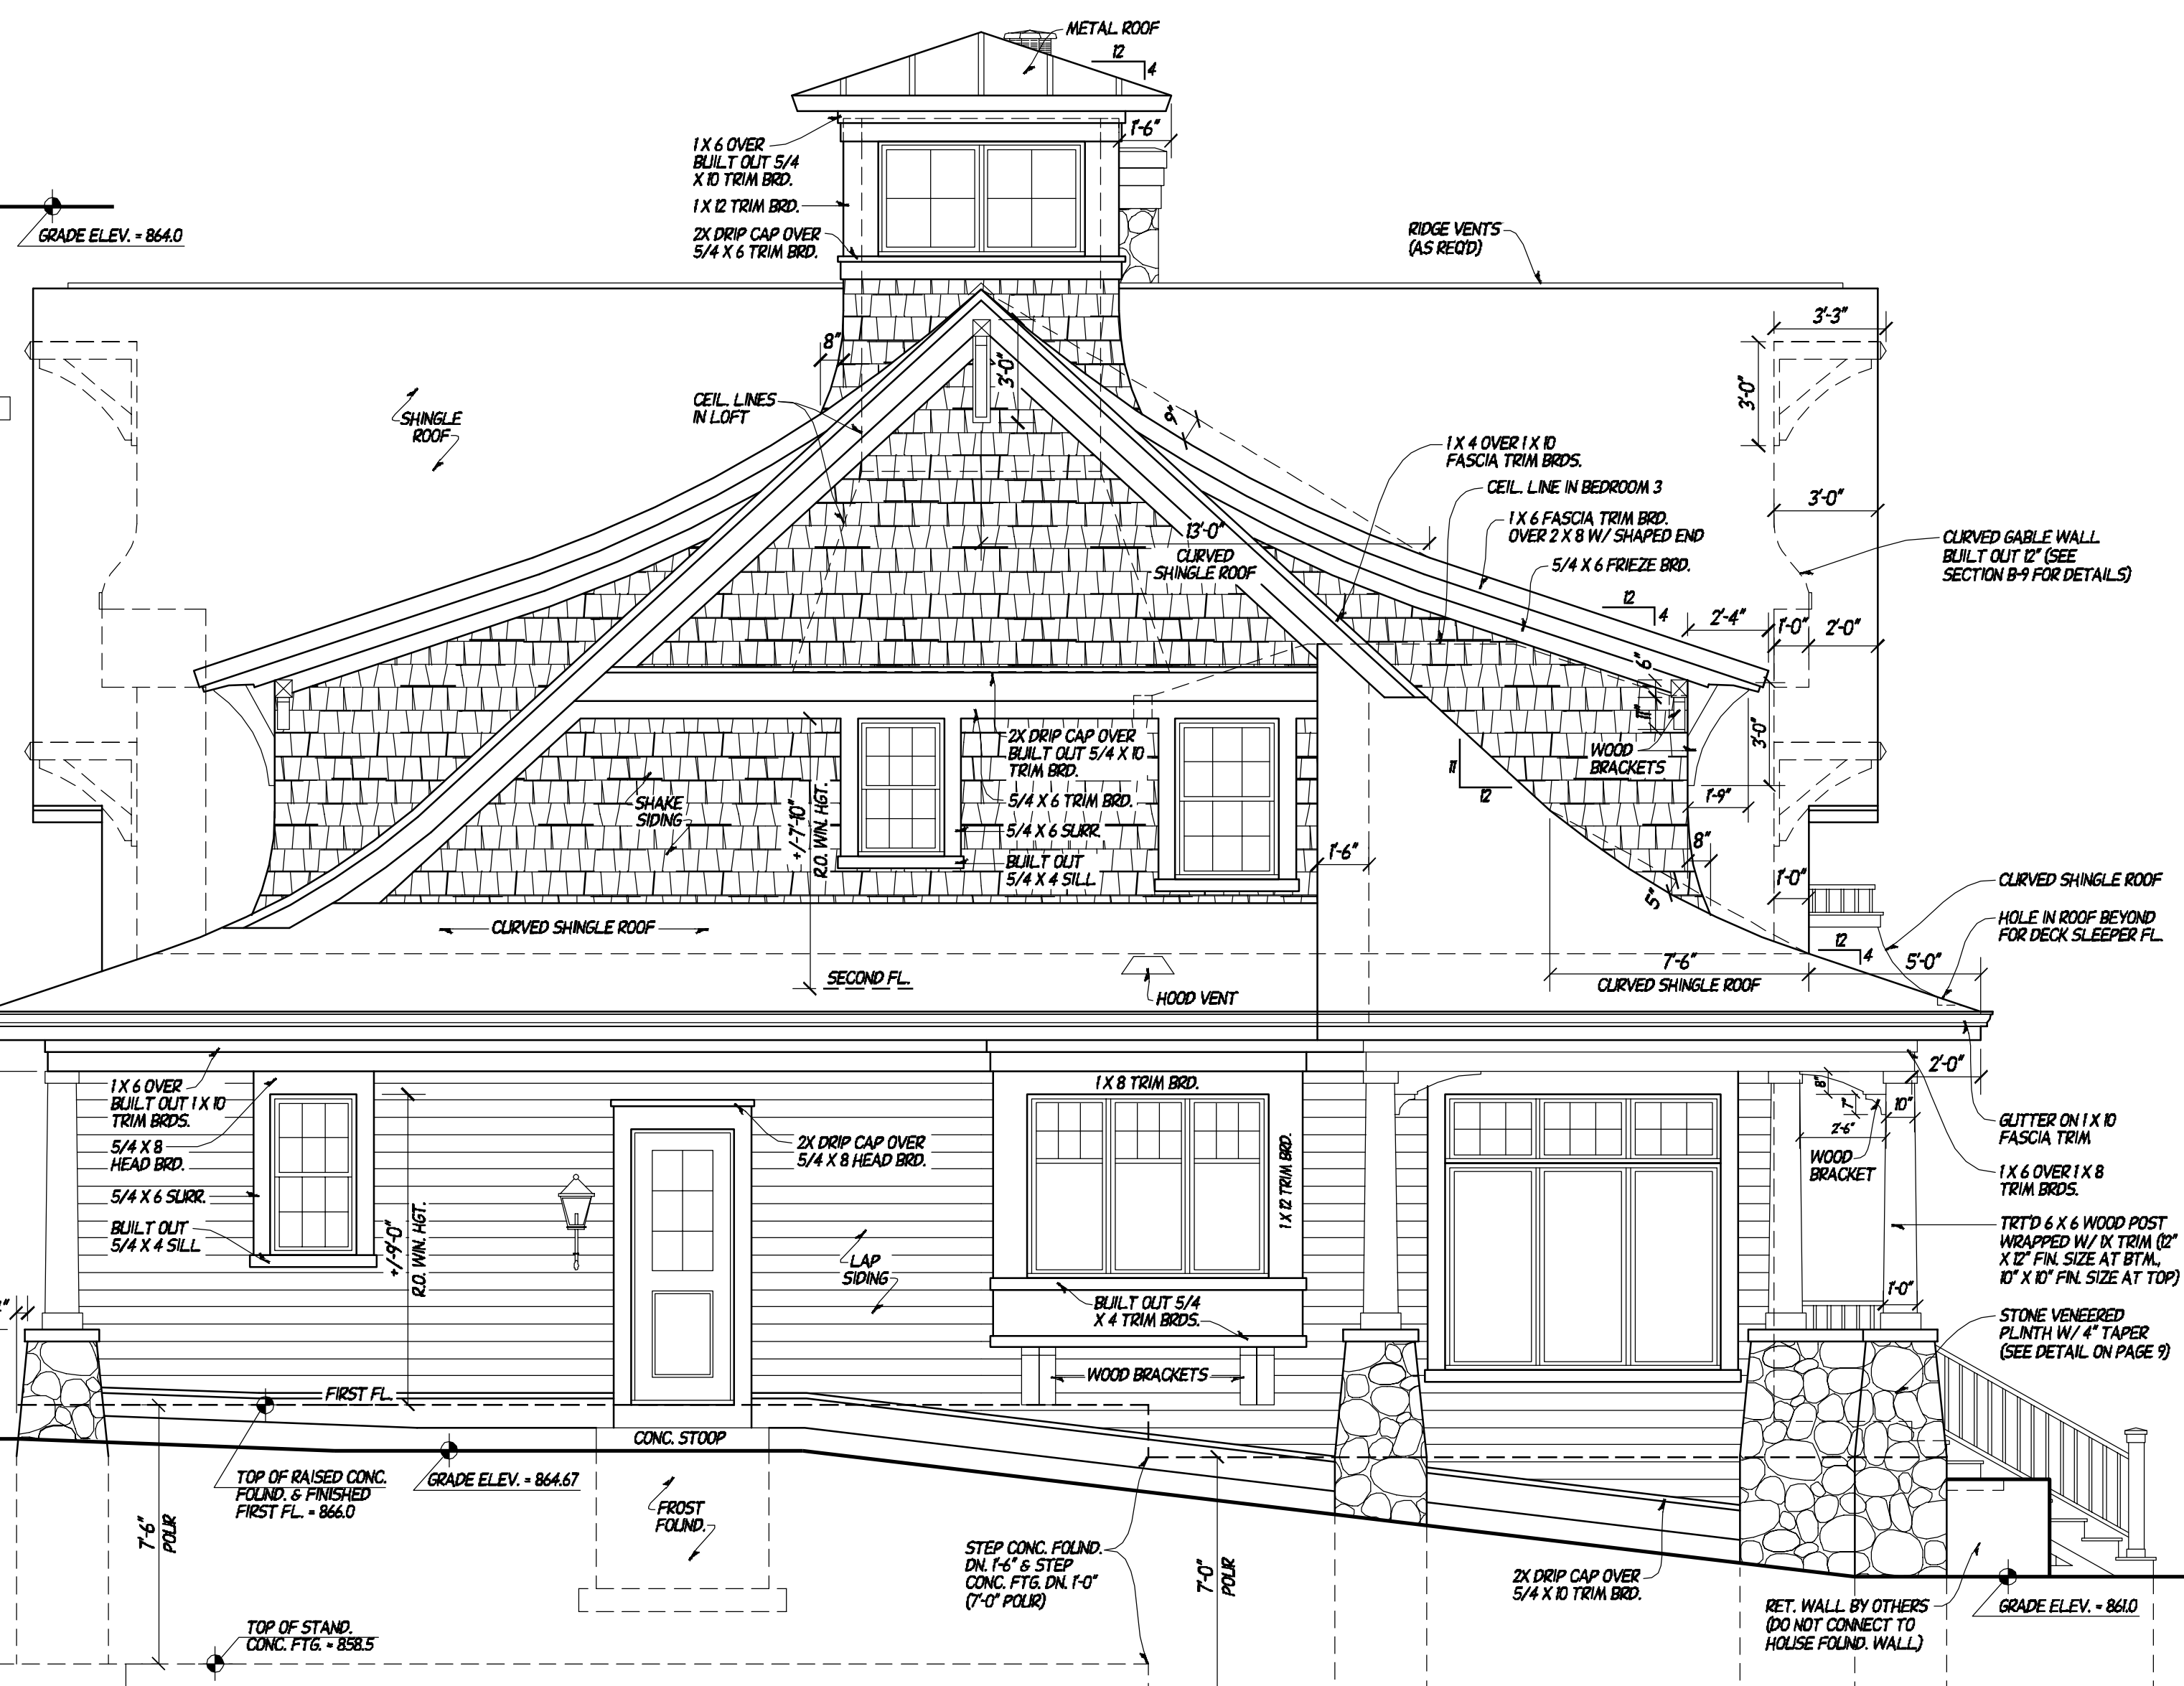 METAL ROOF
12
4
1'-6"
1 X 6 OVER
BUILT OUT 5/4
X 10 TRIM BRD.
1 X 12 TRIM BRD.
2X DRIP CAP OVER
5/4 X 6 TRIM BRD.
GRADE ELEV. = 864.0
RIDGE VENTS
(AS REQ'D)
3'-3"
8"
3'-0"
3'-0"
SHINGLE
ROOF
CEIL. LINES
IN LOFT
9"
1 X 4 OVER 1 X 10
FASCIA TRIM BRDS.
CEIL. LINE IN BEDROOM 3
3'-0"
1 X 6 FASCIA TRIM BRD.
OVER 2 X 8 W/ SHAPED END
5/4 X 6 FRIEZE BRD.
13'-0"
CURVED
SHINGLE ROOF
CURVED GABLE WALL
BUILT OUT 12" (SEE
SECTION B-9 FOR DETAILS)
12
4
2'-4"
1'-0"
2'-0"
6"
11"
3'-0"
WOOD
BRACKETS
1'-9"
11
12
2X DRIP CAP OVER
BUILT OUT 5/4 X 10
TRIM BRD.
5/4 X 6 TRIM BRD.
5/4 X 6 SURR.
BUILT OUT
5/4 X 4 SILL
SHAKE
SIDING
+/-7'-10"
R.O. WIN. HGT.
1'-6"
8"
5"
1'-0"
CURVED SHINGLE ROOF
HOLE IN ROOF BEYOND
FOR DECK SLEEPER FL.
CURVED SHINGLE ROOF
12
4
7'-6"
5'-0"
CURVED SHINGLE ROOF
SECOND FL.
HOOD VENT
2'-0"
1 X 6 OVER
BUILT OUT 1 X 10
TRIM BRDS.
5/4 X 8
HEAD BRD.
5/4 X 6 SURR.
BUILT OUT
5/4 X 4 SILL
+/-9'-0"
R.O. WIN. HGT.
2X DRIP CAP OVER
5/4 X 8 HEAD BRD.
1 X 8 TRIM BRD.
1 X 12 TRIM BRD.
LAP
SIDING
BUILT OUT 5/4
X 4 TRIM BRDS.
WOOD BRACKETS
8"
7"
10"
2'-6"
WOOD
BRACKET
1'-0"
GUTTER ON 1 X 10
FASCIA TRIM
1 X 6 OVER 1 X 8
TRIM BRDS.
TRT'D 6 X 6 WOOD POST
WRAPPED W/ 1X TRIM (12"
X 12" FIN. SIZE AT BTM.,
10" X 10" FIN. SIZE AT TOP)
STONE VENEERED
PLINTH W/ 4" TAPER
(SEE DETAIL ON PAGE 9)
FIRST FL.
CONC. STOOP
TOP OF RAISED CONC.
FOUND. & FINISHED
FIRST FL. = 866.0
GRADE ELEV. = 864.67
7'-6"
POUR
FROST
FOUND.
STEP CONC. FOUND.
DN. 1'-6" & STEP
CONC. FTG. DN. 1'-0"
(7'-0" POUR)
7'-0"
POUR
2X DRIP CAP OVER
5/4 X 10 TRIM BRD.
RET. WALL BY OTHERS
(DO NOT CONNECT TO
HOUSE FOUND. WALL)
GRADE ELEV. = 861.0
TOP OF STAND.
CONC. FTG. = 858.5